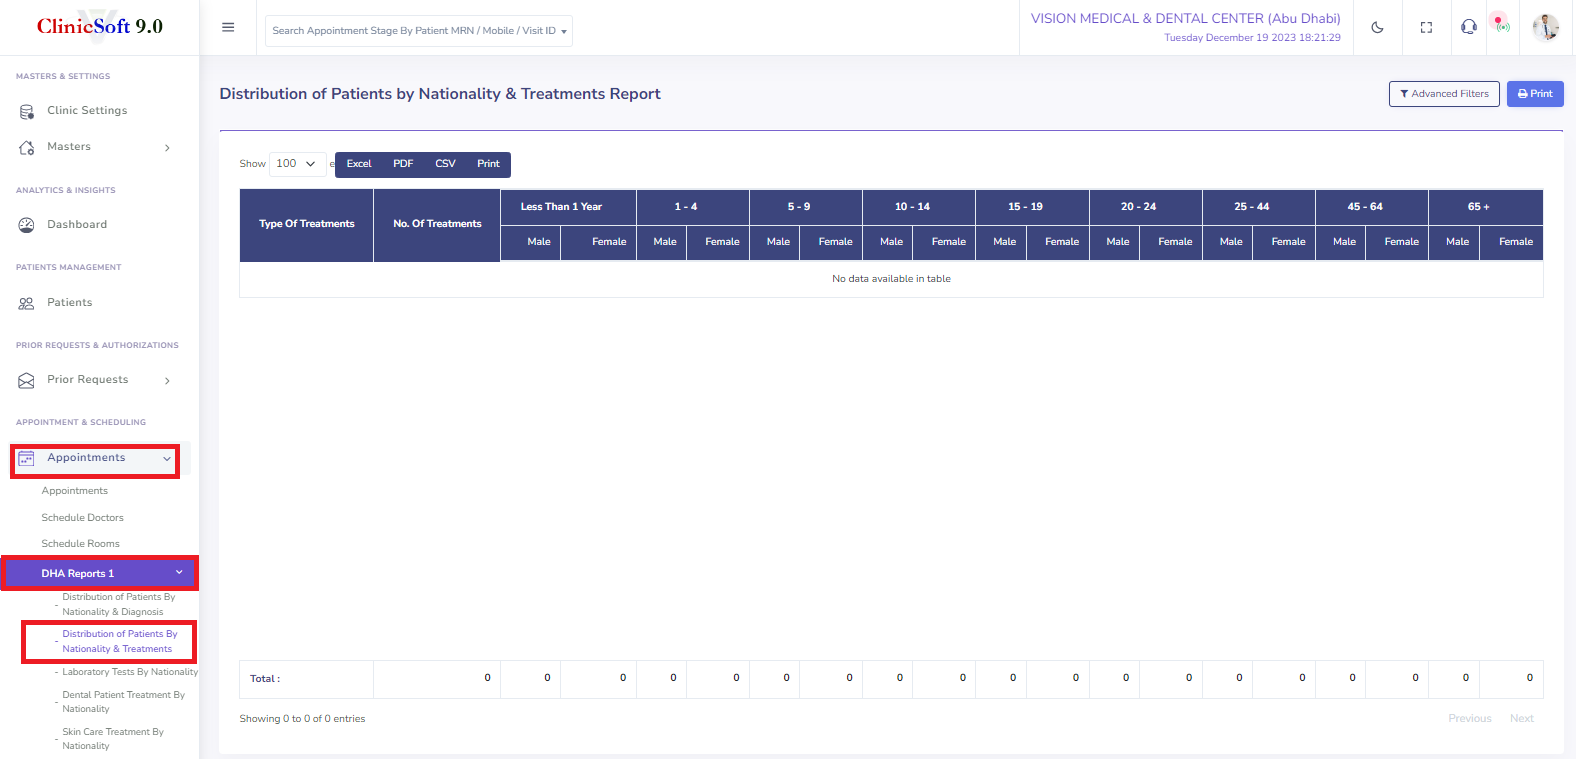 ClinicSoft 9.0
Search Appointment Stage By Patient MRN / Mobile / Visit ID
VISION MEDICAL & DENTAL CENTER (Abu Dhabi)
Tuesday December 19 2023 18:21:29
MASTERS & SETTINGS
Clinic Settings
Masters
ANALYTICS & INSIGHTS
Dashboard
PATIENTS MANAGEMENT
Patients
PRIOR REQUESTS & AUTHORIZATIONS
Prior Requests
APPOINTMENT & SCHEDULING
Appointments
Appointments
Schedule Doctors
Schedule Rooms
DHA Reports 1
- Distribution of Patients By
Nationality & Diagnosis
- Distribution of Patients By
Nationality & Treatments
- Laboratory Tests By Nationality
- Dental Patient Treatment By
Nationality
- Skin Care Treatment By
Nationality
Distribution of Patients by Nationality & Treatments Report
Advanced Filters
Print
Show 100 e
Excel PDF CSV Print
Type Of Treatments No. Of Treatments Less Than 1 Year 1 - 4 5 - 9 10 - 14 15 - 19 20 - 24 25 - 44 45 - 64 65 +
Male Female Male Female Male Female Male Female Male Female Male Female Male Female Male Female Male Female
No data available in table
Total : 0 0 0 0 0 0 0 0 0 0 0 0 0 0 0 0 0 0 0
Showing 0 to 0 of 0 entries
Previous Next